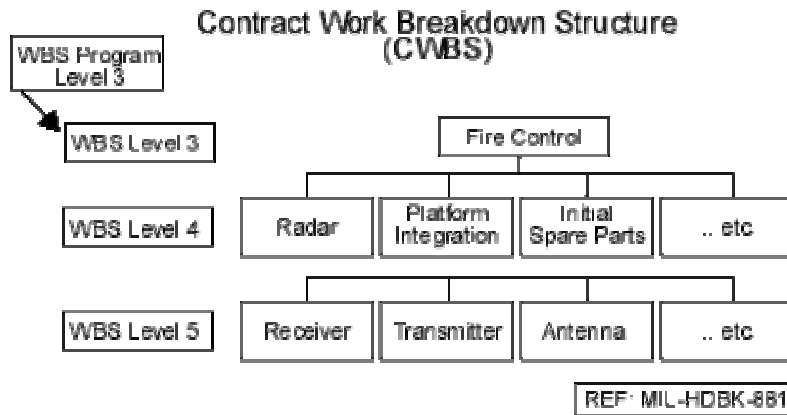 Contract Work Breakdown Structure
(CWBS)
WBS Program
Level 3
WBS Level 3
Fire Control
WBS Level 4
Radar
Platform
Integration
Initial
Spare Parts
.. etc
WBS Level 5
Receiver
Transmitter
Antenna
.. etc
REF: MIL-HDBK-881